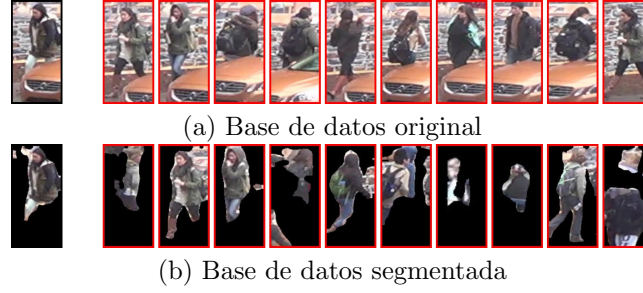 (a) Base de datos original
(b) Base de datos segmentada